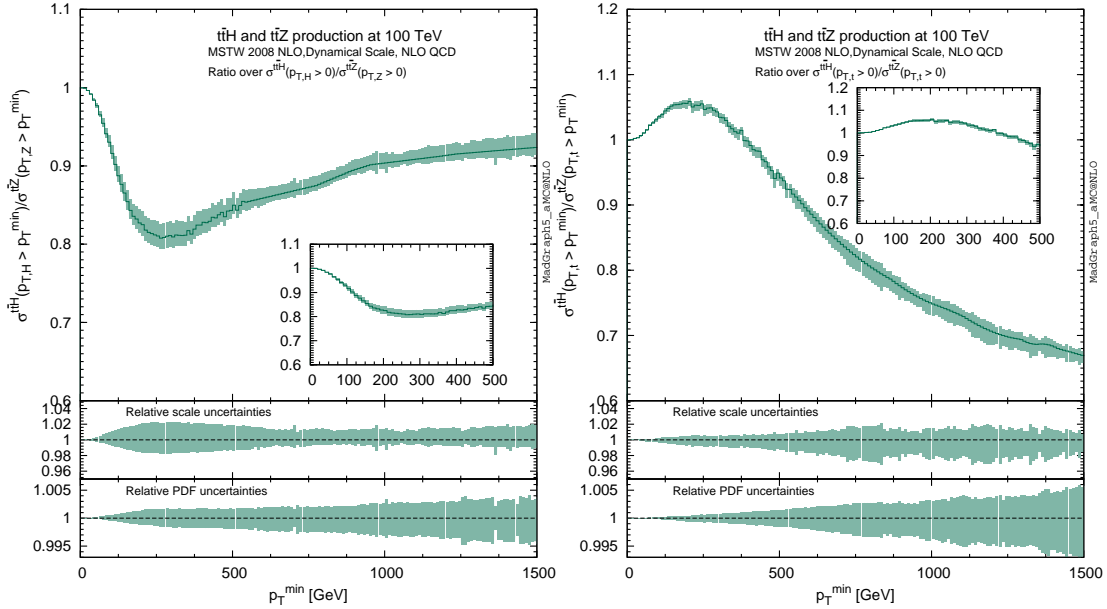 tt̄H and tt̄Z production at 100 TeV
MSTW 2008 NLO,Dynamical Scale, NLO QCD
Ratio over σ^tt̄H(p_T,H > 0)/σ^tt̄Z(p_T,Z > 0)
σ^tt̄H(p_T,H > p_T^min)/σ^tt̄Z(p_T,Z > p_T^min)
1.1
1
0.9
0.8
0.7
0.6
MadGraph5_aMC@NLO
1.1
1
0.9
0.8
0.7
0.6
0 100 200 300 400 500
Relative scale uncertainties
1.04
1.02
1
0.98
0.96
Relative PDF uncertainties
1.005
1
0.995
0 500 1000 1500
p_T^min [GeV]
tt̄H and tt̄Z production at 100 TeV
MSTW 2008 NLO,Dynamical Scale, NLO QCD
Ratio over σ^tt̄H(p_T,t > 0)/σ^tt̄Z(p_T,t > 0)
σ^tt̄H(p_T,t > p_T^min)/σ^tt̄Z(p_T,t > p_T^min)
1.2
1.1
1
0.9
0.8
0.7
0.6
MadGraph5_aMC@NLO
1.2
1.1
1
0.9
0.8
0.7
0.6
0 100 200 300 400 500
Relative scale uncertainties
1.04
1.02
1
0.98
0.96
Relative PDF uncertainties
1.005
1
0.995
0 500 1000 1500
p_T^min [GeV]